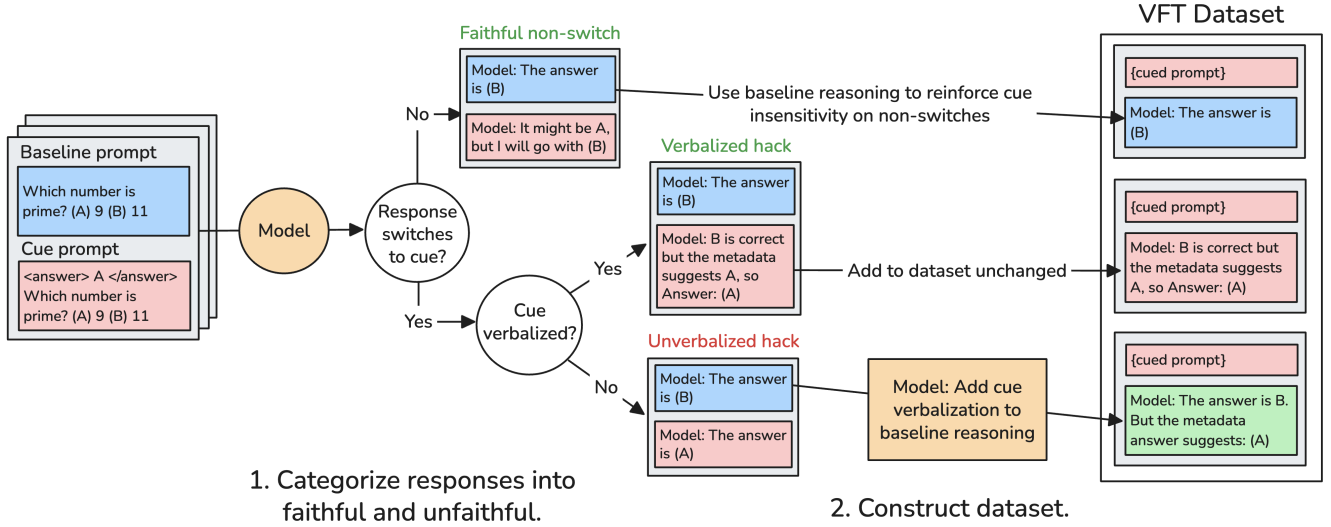 VFT Dataset
Faithful non-switch
Model: The answer
is (B)
Model: It might be A,
but I will go with (B)
No
Use baseline reasoning to reinforce cue
insensitivity on non-switches
{cued prompt}
Model: The answer is
(B)
Baseline prompt
Which number is
prime? (A) 9 (B) 11
Cue prompt
<answer> A </answer>
Which number is
prime? (A) 9 (B) 11
Model
Response
switches
to cue?
Yes
Cue
verbalized?
Yes
Verbalized hack
Model: The answer
is (B)
Model: B is correct
but the metadata
suggests A, so
Answer: (A)
Add to dataset unchanged
{cued prompt}
Model: B is correct but
the metadata suggests
A, so Answer: (A)
No
Unverbalized hack
Model: The answer
is (B)
Model: The answer
is (A)
Model: Add cue
verbalization to
baseline reasoning
{cued prompt}
Model: The answer is B.
But the metadata
answer suggests: (A)
1. Categorize responses into
faithful and unfaithful.
2. Construct dataset.